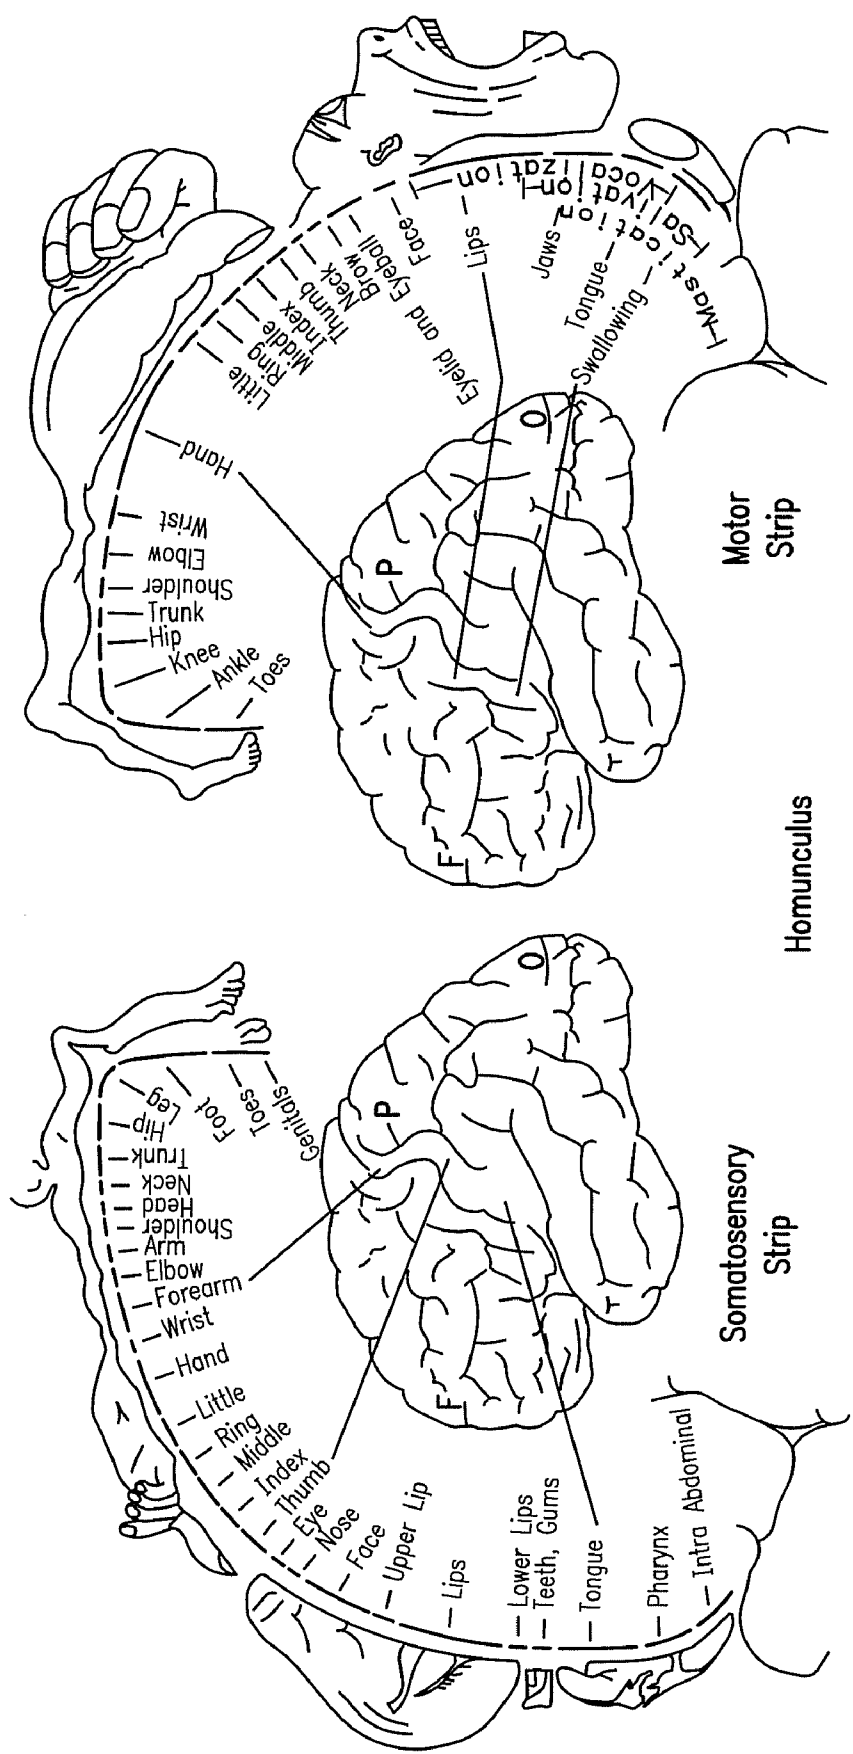 Toes
Ankle
Knee
Hip
Trunk
Shoulder
Elbow
Wrist
Hand
Little
Ring
Middle
Index
Thumb
Neck
Brow
Eyelid and Eyeball
Face
Lips
Vocalization
Jaws
Salivation
Tongue
Swallowing
Mastication
P
O
F
T
Motor
Strip
Homunculus
Genitals
Toes
Foot
Leg
Hip
Trunk
Neck
Head
Shoulder
Arm
Elbow
Forearm
Wrist
Hand
Little
Ring
Middle
Index
Thumb
Eye
Nose
Face
Upper Lip
Lips
Lower Lips
Teeth, Gums
Tongue
Pharynx
Intra Abdominal
P
O
F
T
Somatosensory
Strip